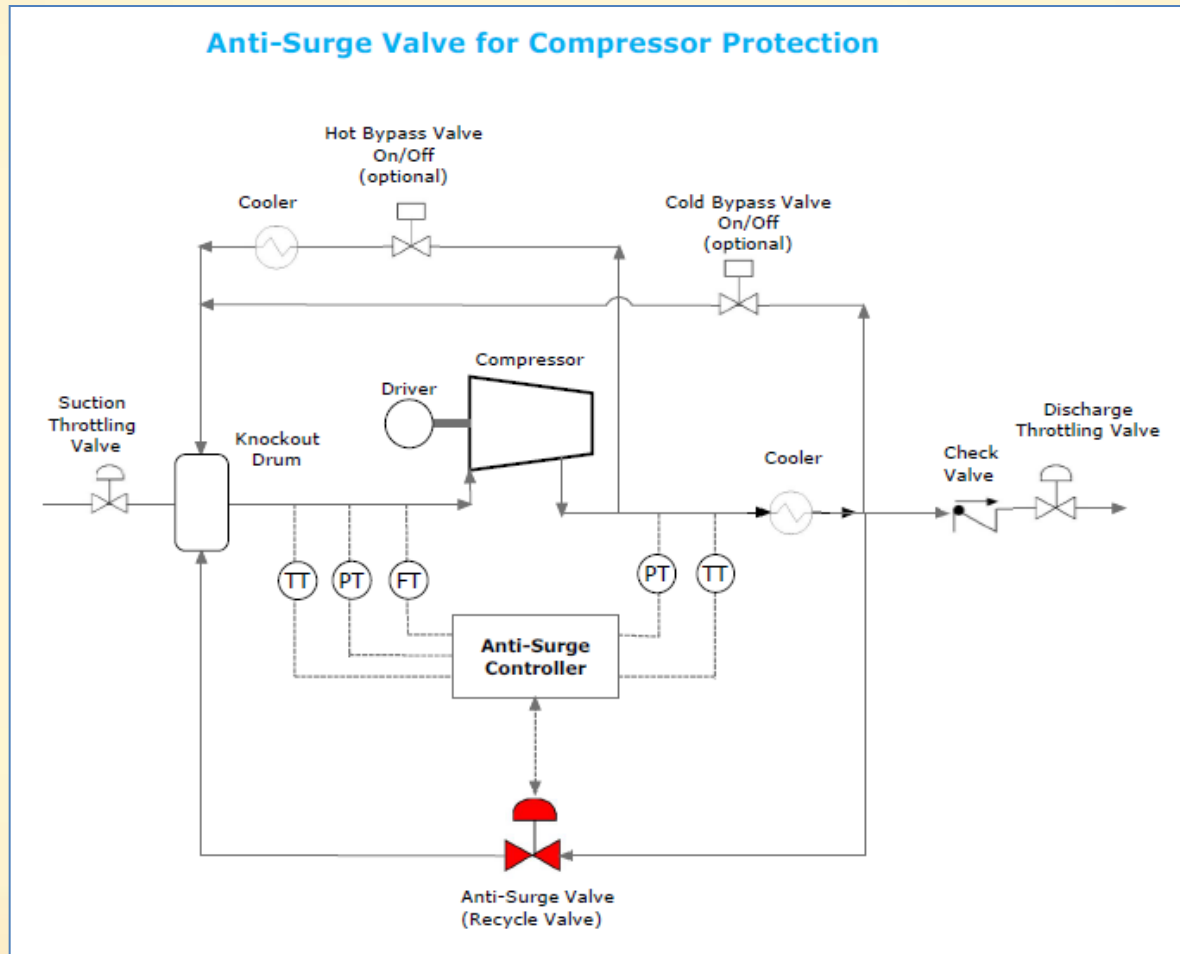 Anti-Surge Valve for Compressor Protection
Hot Bypass Valve
On/Off
(optional)
Cooler
Cold Bypass Valve
On/Off
(optional)
Compressor
Driver
Suction
Throttling
Valve
Knockout
Drum
Cooler
Check
Valve
Discharge
Throttling Valve
TT
PT
FT
PT
TT
Anti-Surge
Controller
Anti-Surge Valve
(Recycle Valve)